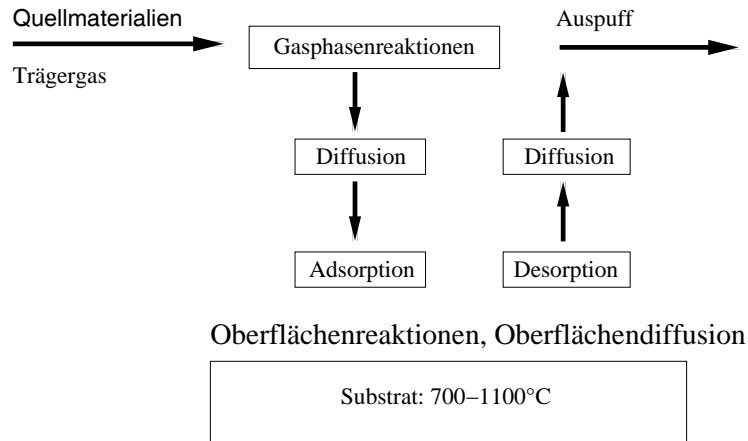 Quellmaterialien
Trägergas
Gasphasenreaktionen
Auspuff
Diffusion
Diffusion
Adsorption
Desorption
Oberflächenreaktionen, Oberflächendiffusion
Substrat: 700–1100°C